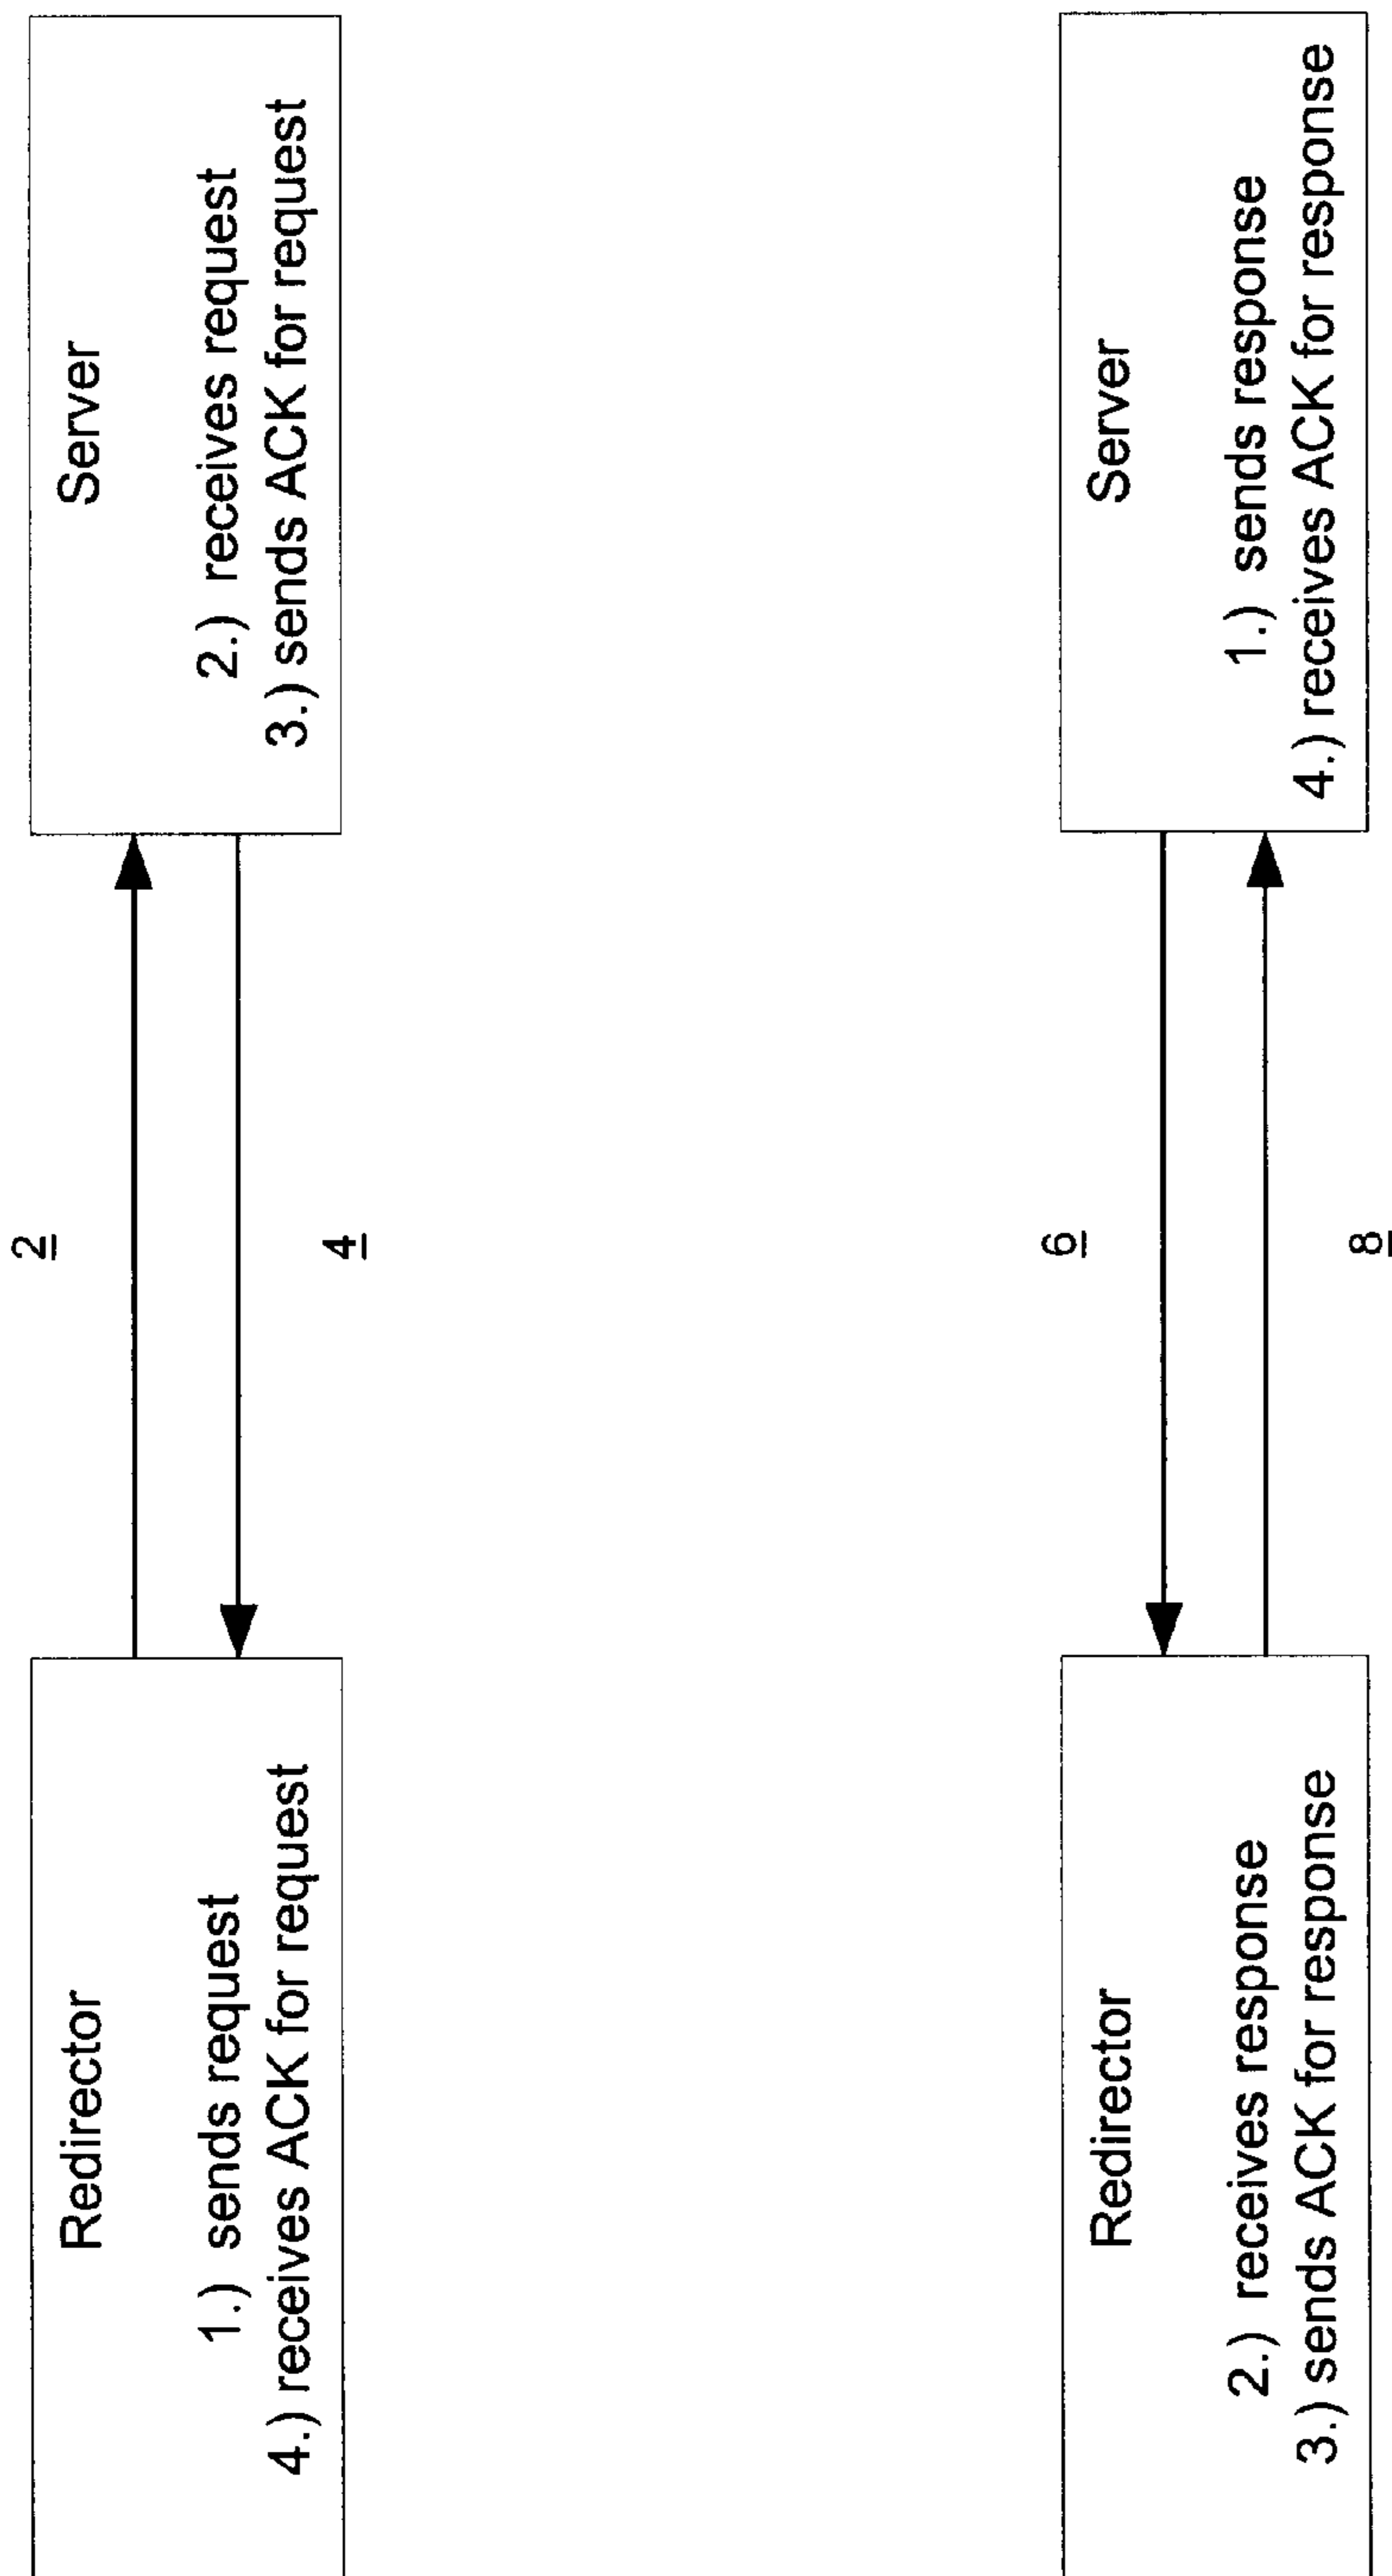 Redirector
1.) sends request
4.) receives ACK for request
2
4
Server
2.) receives request
3.) sends ACK for request
Redirector
2.) receives response
3.) sends ACK for response
6
8
Server
1.) sends response
4.) receives ACK for response